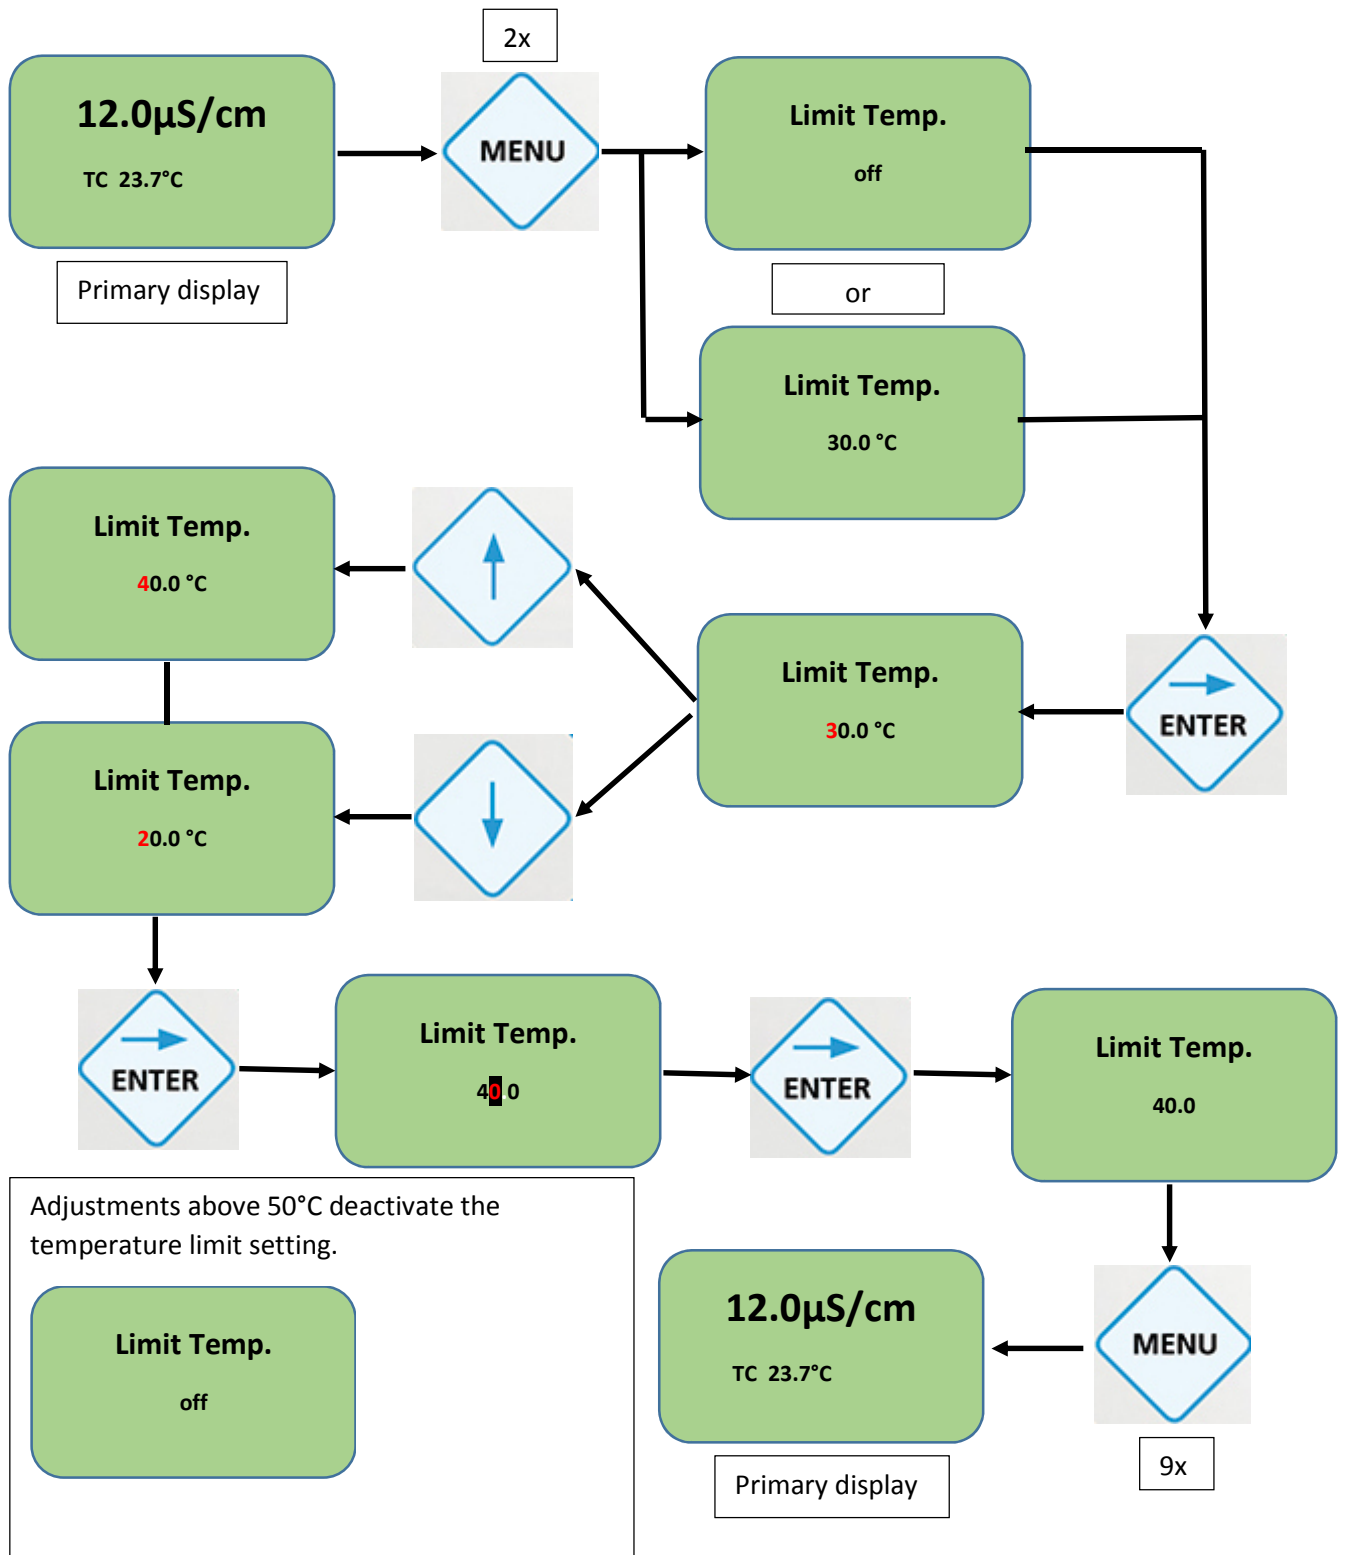 2x
12.0µS/cm
TC 23.7°C
Primary display
MENU
Limit Temp.
off
or
Limit Temp.
30.0 °C
Limit Temp.
40.0 °C
Limit Temp.
30.0 °C
ENTER
Limit Temp.
20.0 °C
ENTER
Limit Temp.
40.0
ENTER
Limit Temp.
40.0
Adjustments above 50°C deactivate the
temperature limit setting.
Limit Temp.
off
12.0µS/cm
TC 23.7°C
Primary display
MENU
9x